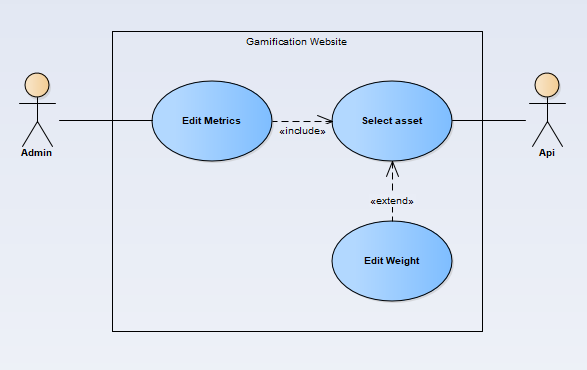 Gamification Website
Edit Metrics
«include»
Select asset
Admin
Api
«extend»
Edit Weight